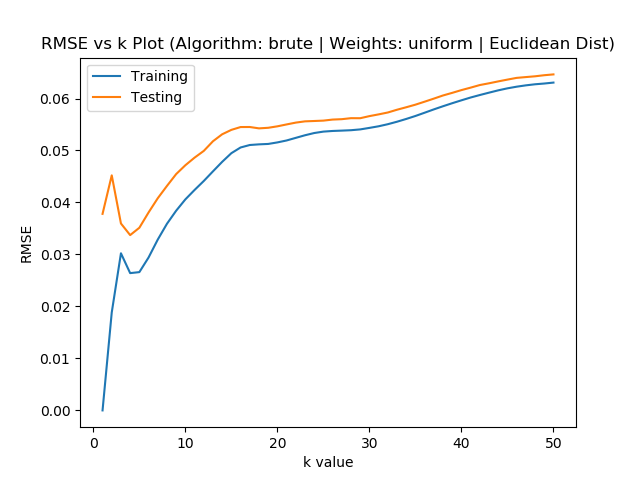 RMSE vs k Plot (Algorithm: brute | Weights: uniform | Euclidean Dist)
Training
Testing
0.06
0.05
0.04
0.03
0.02
0.01
0.00
RMSE
0 10 20 30 40 50
k value